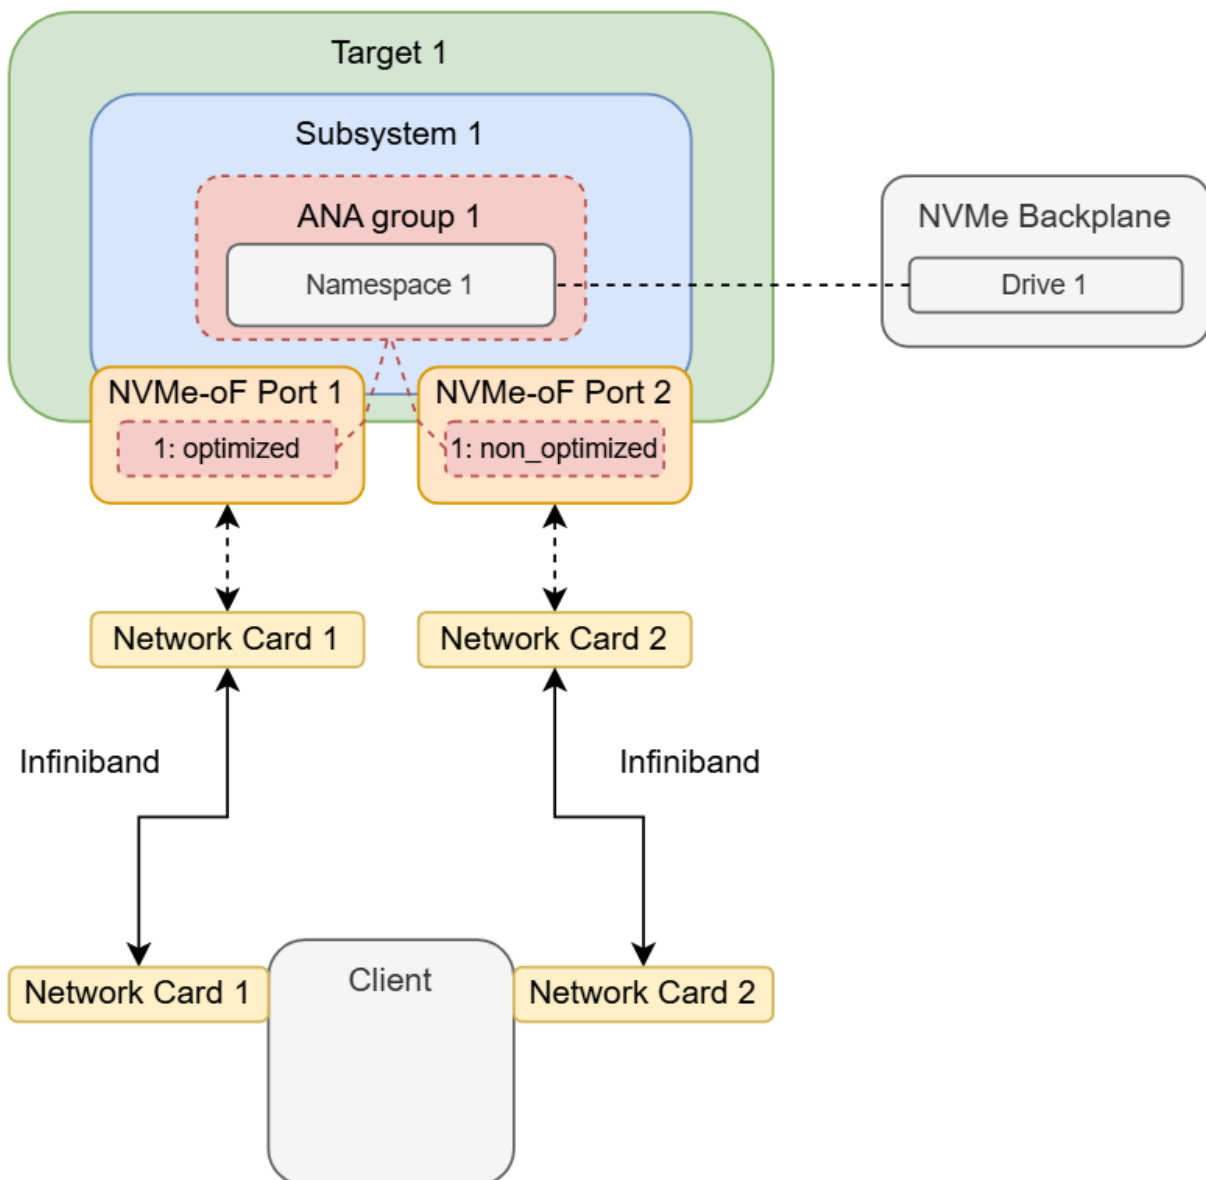 Target 1
Subsystem 1
ANA group 1
Namespace 1
NVMe Backplane
Drive 1
NVMe-oF Port 1
1: optimized
NVMe-oF Port 2
1: non_optimized
Network Card 1
Network Card 2
Infiniband
Infiniband
Network Card 1
Client
Network Card 2